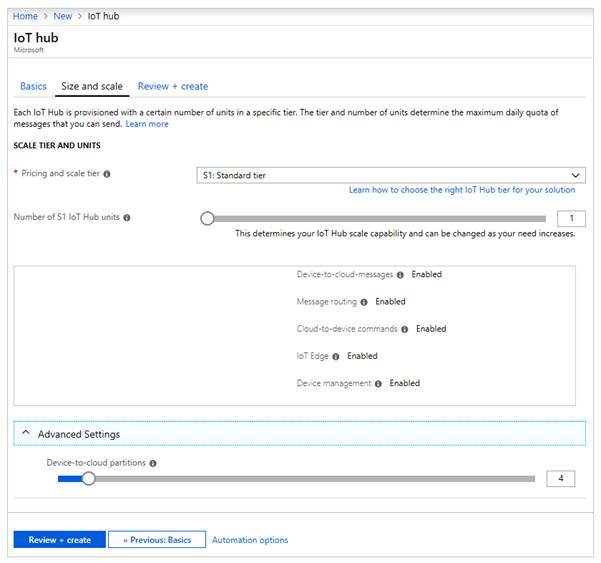 Home > New > IoT hub
IoT hub
Microsoft
Basics Size and scale Review + create
Each IoT Hub is provisioned with a certain number of units in a specific tier. The tier and number of units determine the maximum daily quota of
messages that you can send. Learn more
SCALE TIER AND UNITS
* Pricing and scale tier S1: Standard tier
Learn how to choose the right IoT Hub tier for your solution
Number of S1 IoT Hub units 1
This determines your IoT Hub scale capability and can be changed as your need increases.
Device-to-cloud-messages Enabled
Message routing Enabled
Cloud-to-device commands Enabled
IoT Edge Enabled
Device management Enabled
Advanced Settings
Device-to-cloud partitions
4
Review + create « Previous: Basics Automation options